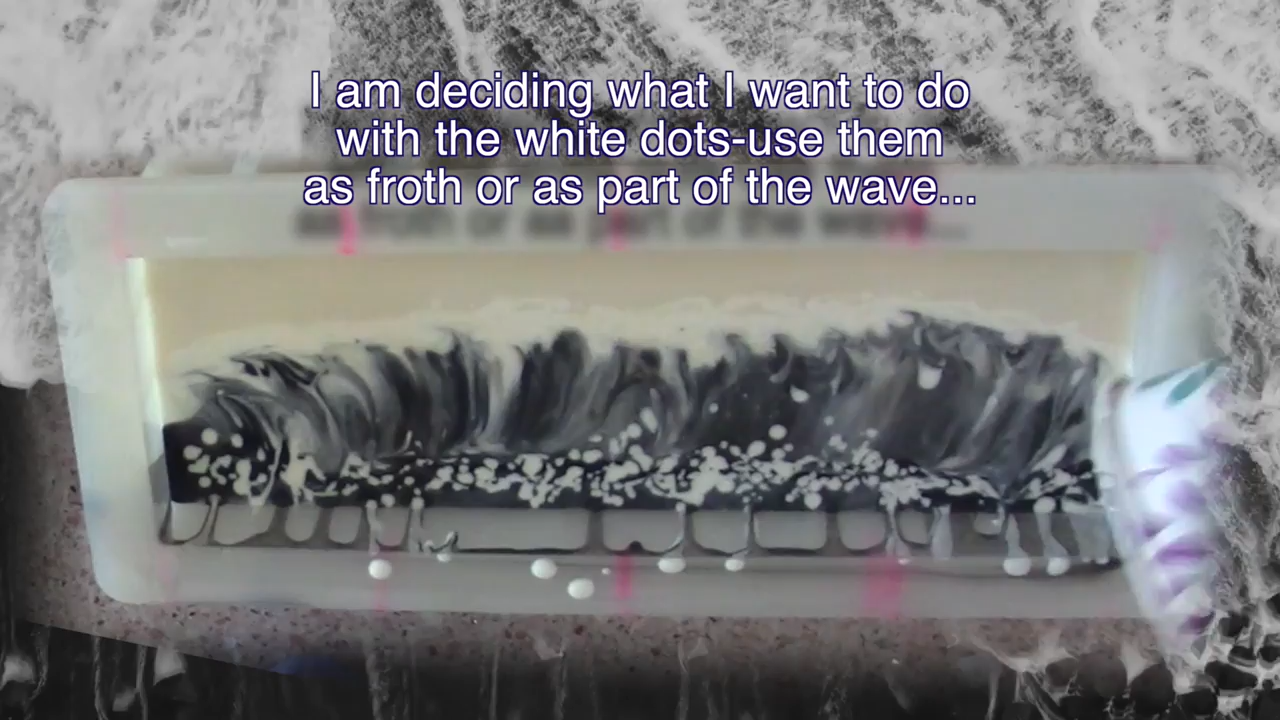 I am deciding what I want to do
with the white dots-use them
as froth or as part of the wave...